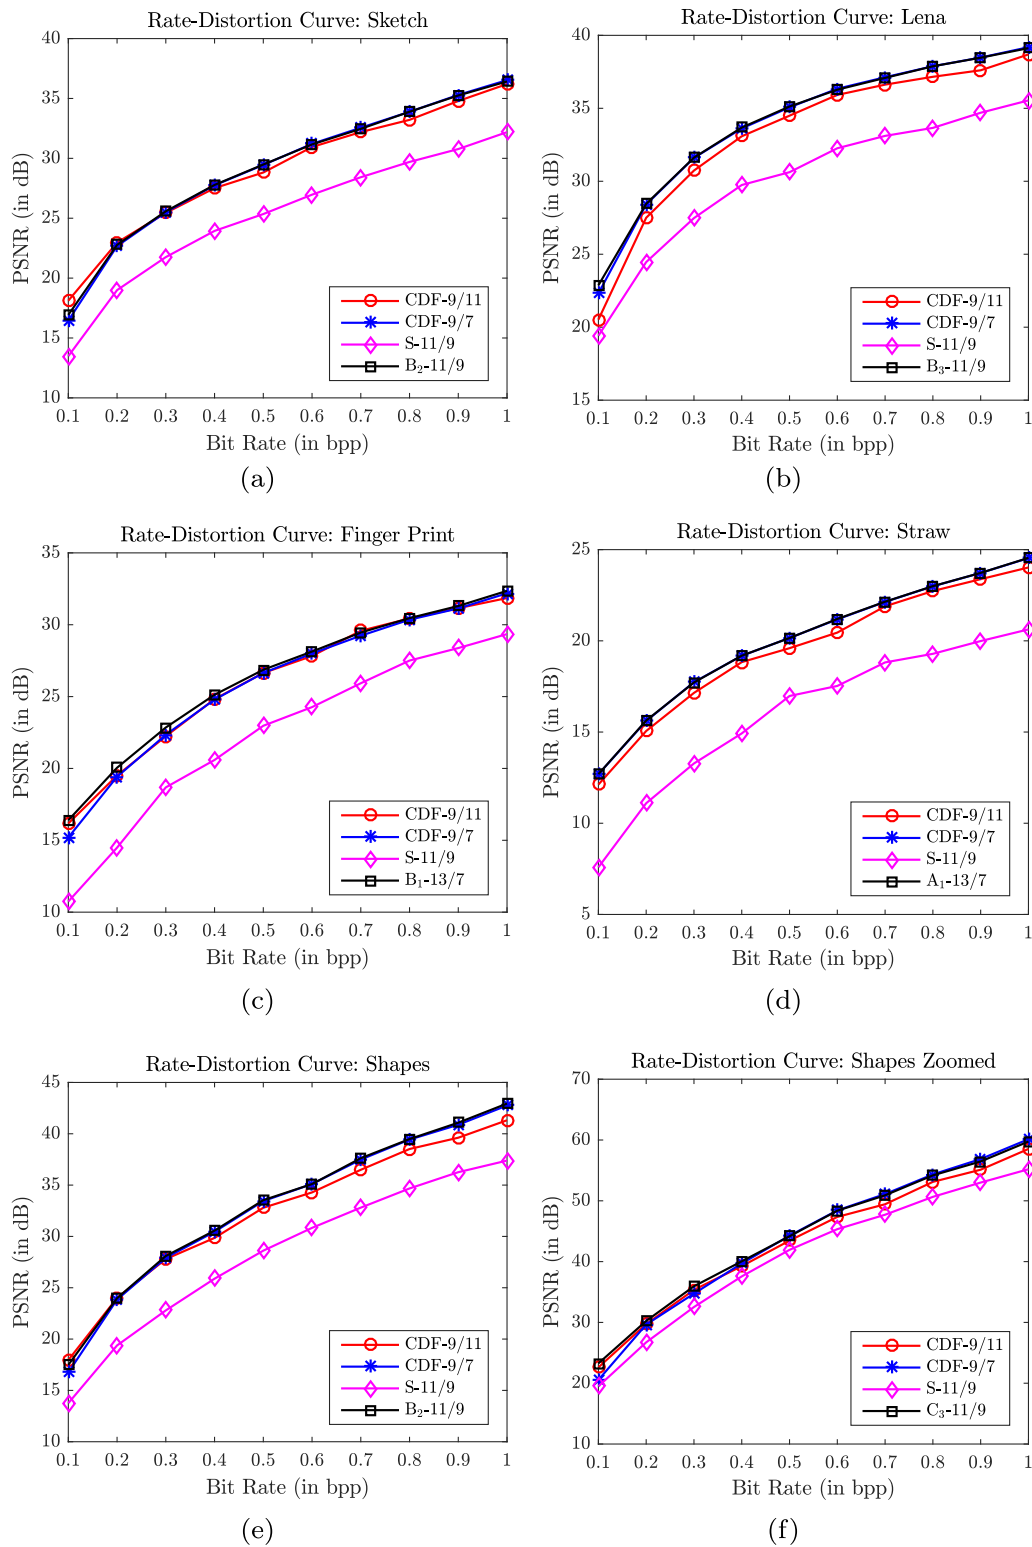 Rate-Distortion Curve: Sketch
40
35
30
25
20
15
10
PSNR (in dB)
CDF-9/11
CDF-9/7
S-11/9
B₂-11/9
0.1 0.2 0.3 0.4 0.5 0.6 0.7 0.8 0.9 1
Bit Rate (in bpp)
(a)
Rate-Distortion Curve: Lena
40
35
30
25
20
15
PSNR (in dB)
CDF-9/11
CDF-9/7
S-11/9
B₃-11/9
0.1 0.2 0.3 0.4 0.5 0.6 0.7 0.8 0.9 1
Bit Rate (in bpp)
(b)
Rate-Distortion Curve: Finger Print
35
30
25
20
15
10
PSNR (in dB)
CDF-9/11
CDF-9/7
S-11/9
B₁-13/7
0.1 0.2 0.3 0.4 0.5 0.6 0.7 0.8 0.9 1
Bit Rate (in bpp)
(c)
Rate-Distortion Curve: Straw
25
20
15
10
5
PSNR (in dB)
CDF-9/11
CDF-9/7
S-11/9
A₁-13/7
0.1 0.2 0.3 0.4 0.5 0.6 0.7 0.8 0.9 1
Bit Rate (in bpp)
(d)
Rate-Distortion Curve: Shapes
45
40
35
30
25
20
15
10
PSNR (in dB)
CDF-9/11
CDF-9/7
S-11/9
B₂-11/9
0.1 0.2 0.3 0.4 0.5 0.6 0.7 0.8 0.9 1
Bit Rate (in bpp)
(e)
Rate-Distortion Curve: Shapes Zoomed
70
60
50
40
30
20
10
PSNR (in dB)
CDF-9/11
CDF-9/7
S-11/9
C₃-11/9
0.1 0.2 0.3 0.4 0.5 0.6 0.7 0.8 0.9 1
Bit Rate (in bpp)
(f)